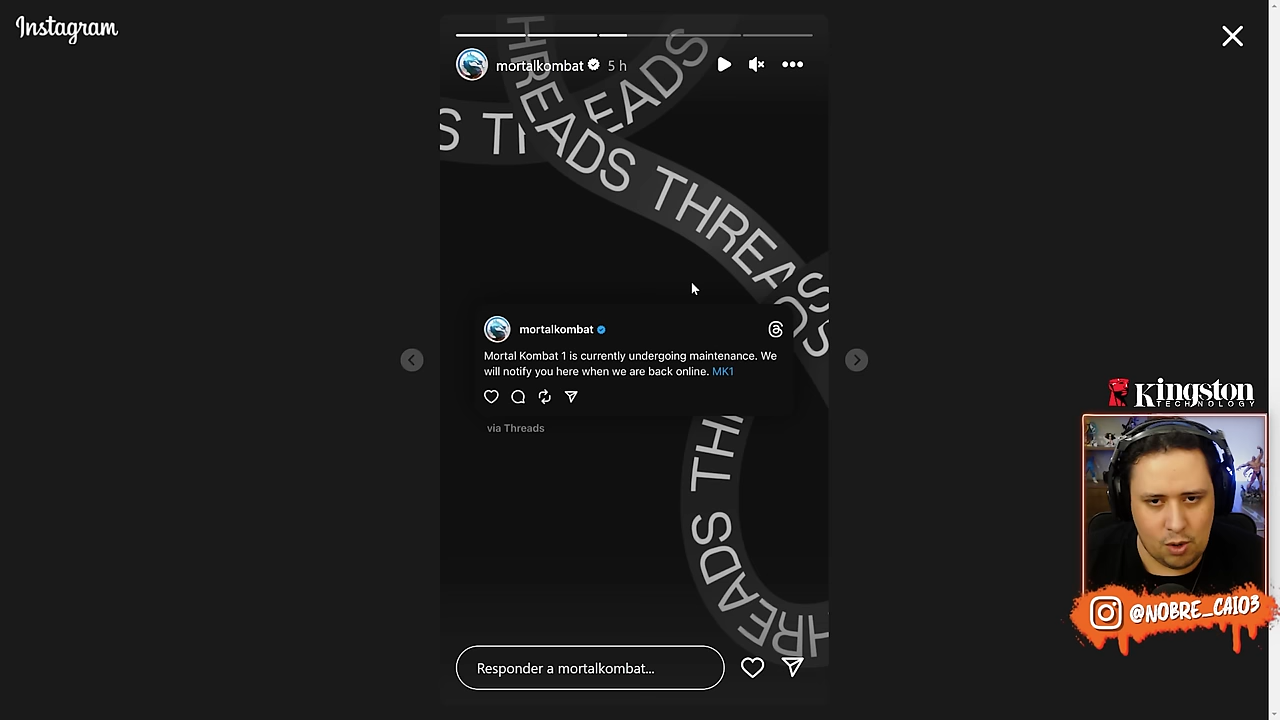 Instagram
mortalkombat 5 h
THREADS THREADS
mortalkombat
Mortal Kombat 1 is currently undergoing maintenance. We
will notify you here when we are back online. MK1
via Threads
Kingston
TECHNOLOGY
@NOBRE_CAIO3
Responder a mortalkombat...